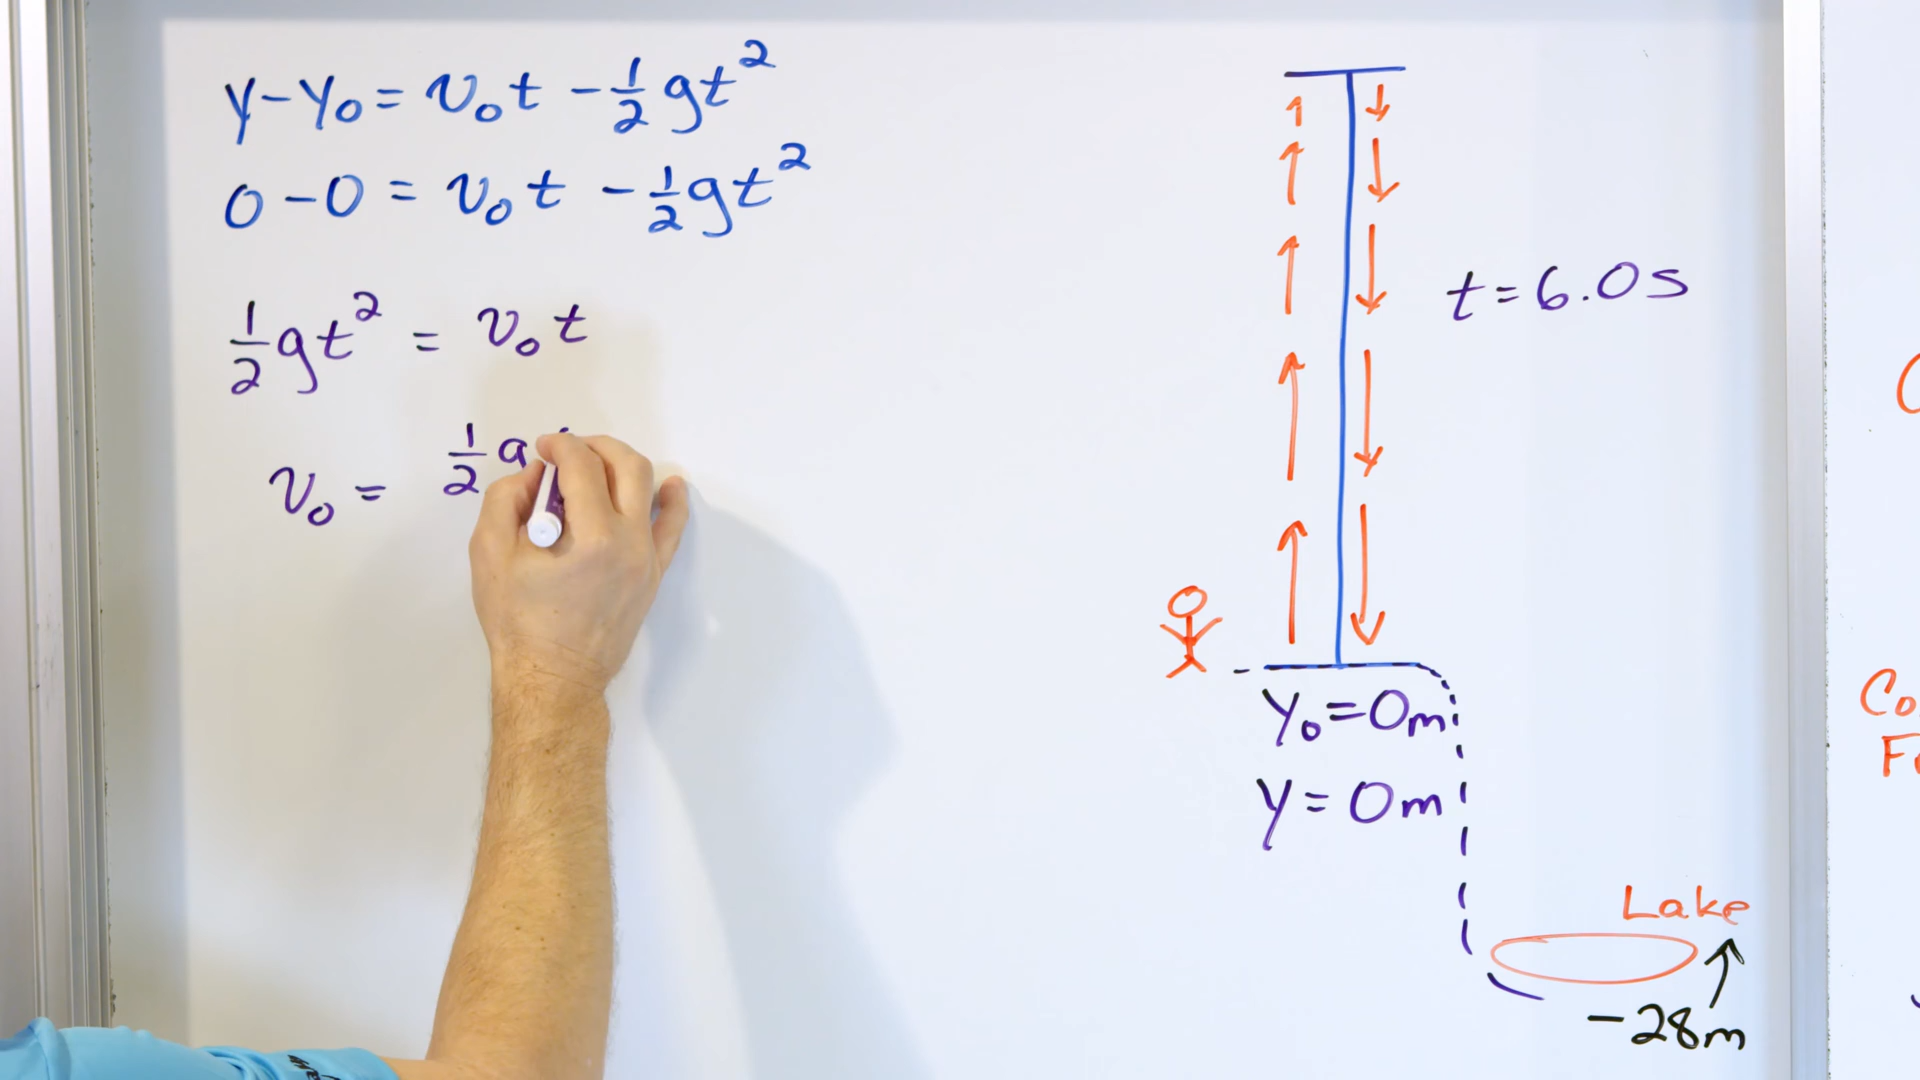 y-y₀ = v₀t - ½gt²
0 - 0 = v₀t - ½gt²
½gt² = v₀t
v₀ = ½g
t = 6.0s
y₀ = 0m
y = 0m
Lake
-28m